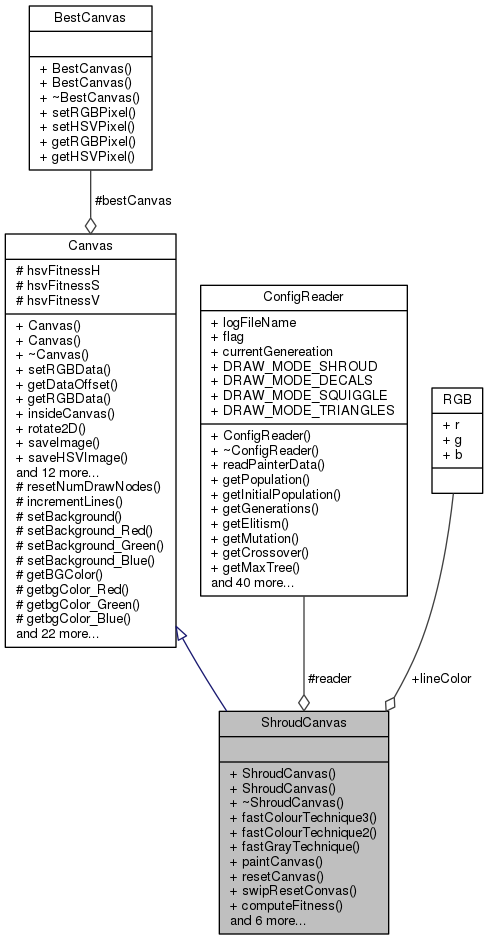 BestCanvas
+ BestCanvas()
+ BestCanvas()
+ ~BestCanvas()
+ setRGBPixel()
+ setHSVPixel()
+ getRGBPixel()
+ getHSVPixel()
#bestCanvas
Canvas
# hsvFitnessH
# hsvFitnessS
# hsvFitnessV
+ Canvas()
+ Canvas()
+ ~Canvas()
+ setRGBData()
+ getDataOffset()
+ getRGBData()
+ insideCanvas()
+ rotate2D()
+ saveImage()
+ saveHSVImage()
and 12 more...
# resetNumDrawNodes()
# incrementLines()
# setBackground()
# setBackground_Red()
# setBackground_Green()
# setBackground_Blue()
# getBGColor()
# getbgColor_Red()
# getbgColor_Green()
# getbgColor_Blue()
and 22 more...
ConfigReader
+ logFileName
+ flag
+ currentGenereation
+ DRAW_MODE_SHROUD
+ DRAW_MODE_DECALS
+ DRAW_MODE_SQUIGGLE
+ DRAW_MODE_TRIANGLES
+ ConfigReader()
+ ~ConfigReader()
+ readPainterData()
+ getPopulation()
+ getInitialPopulation()
+ getGenerations()
+ getElitism()
+ getMutation()
+ getCrossover()
+ getMaxTree()
and 40 more...
RGB
+ r
+ g
+ b
#reader
+lineColor
ShroudCanvas
+ ShroudCanvas()
+ ShroudCanvas()
+ ~ShroudCanvas()
+ fastColourTechnique3()
+ fastColourTechnique2()
+ fastGrayTechnique()
+ paintCanvas()
+ resetCanvas()
+ swipResetConvas()
+ computeFitness()
and 6 more...